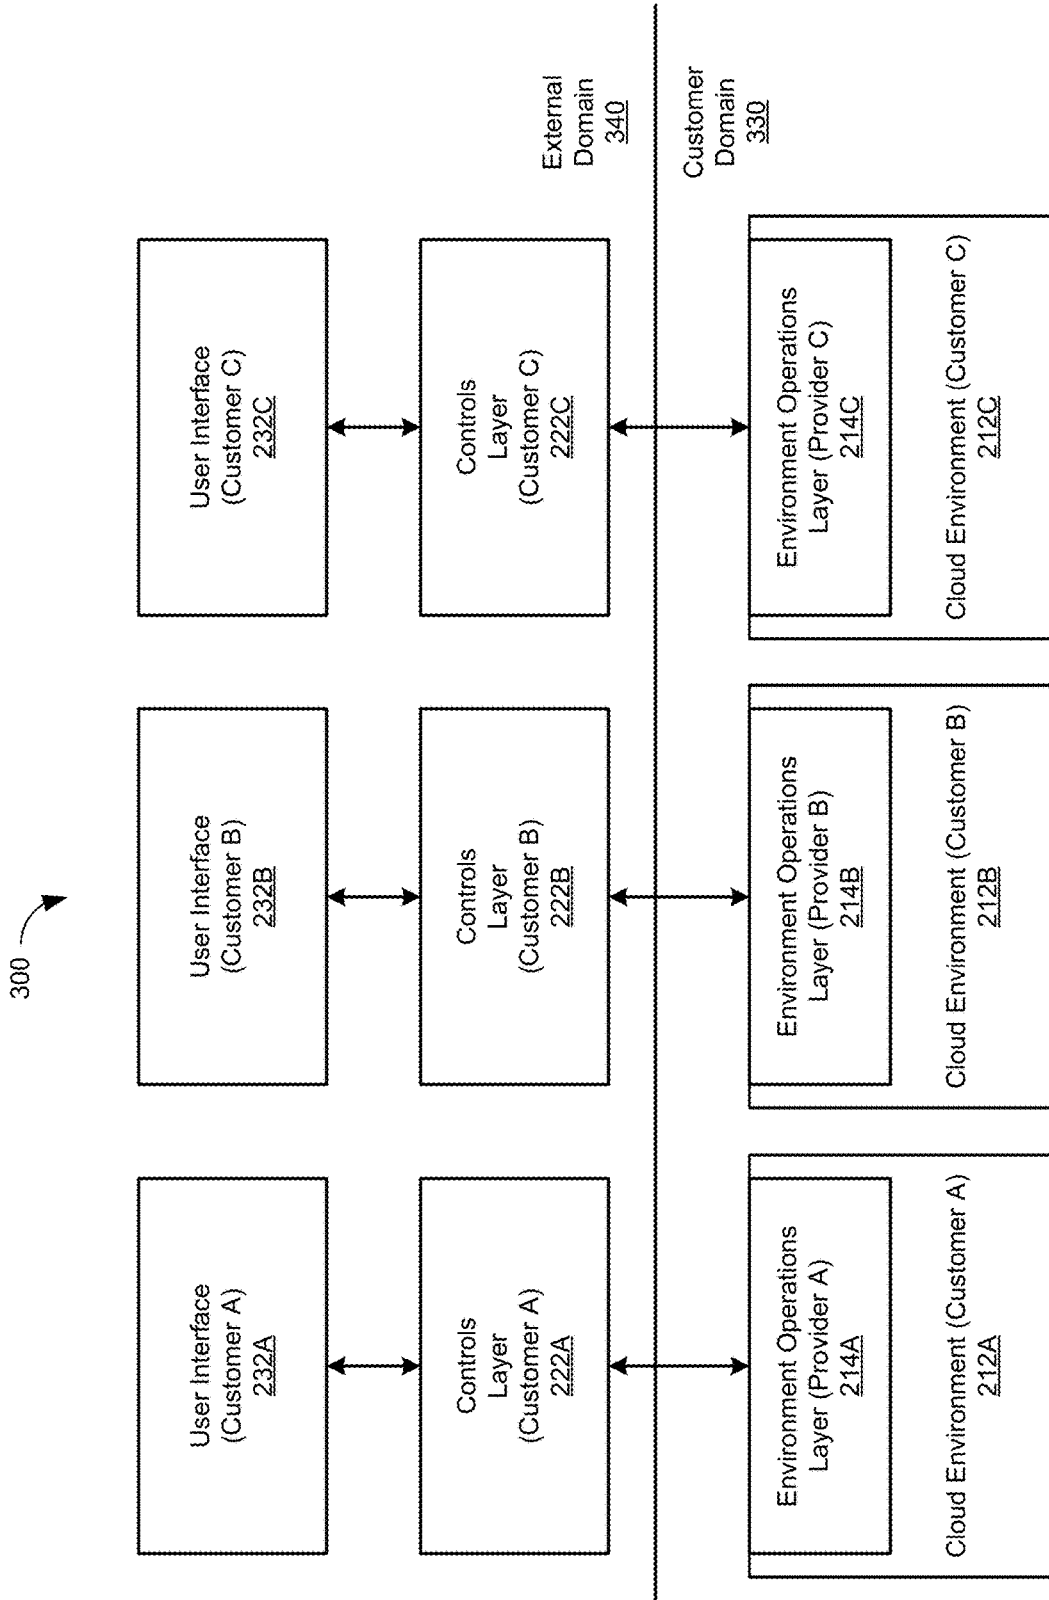 300
User Interface
(Customer A)
232A
User Interface
(Customer B)
232B
User Interface
(Customer C)
232C
Controls
Layer
(Customer A)
222A
Controls
Layer
(Customer B)
222B
Controls
Layer
(Customer C)
222C
External
Domain
340
Customer
Domain
330
Environment Operations
Layer (Provider A)
214A
Cloud Environment (Customer A)
212A
Environment Operations
Layer (Provider B)
214B
Cloud Environment (Customer B)
212B
Environment Operations
Layer (Provider C)
214C
Cloud Environment (Customer C)
212C